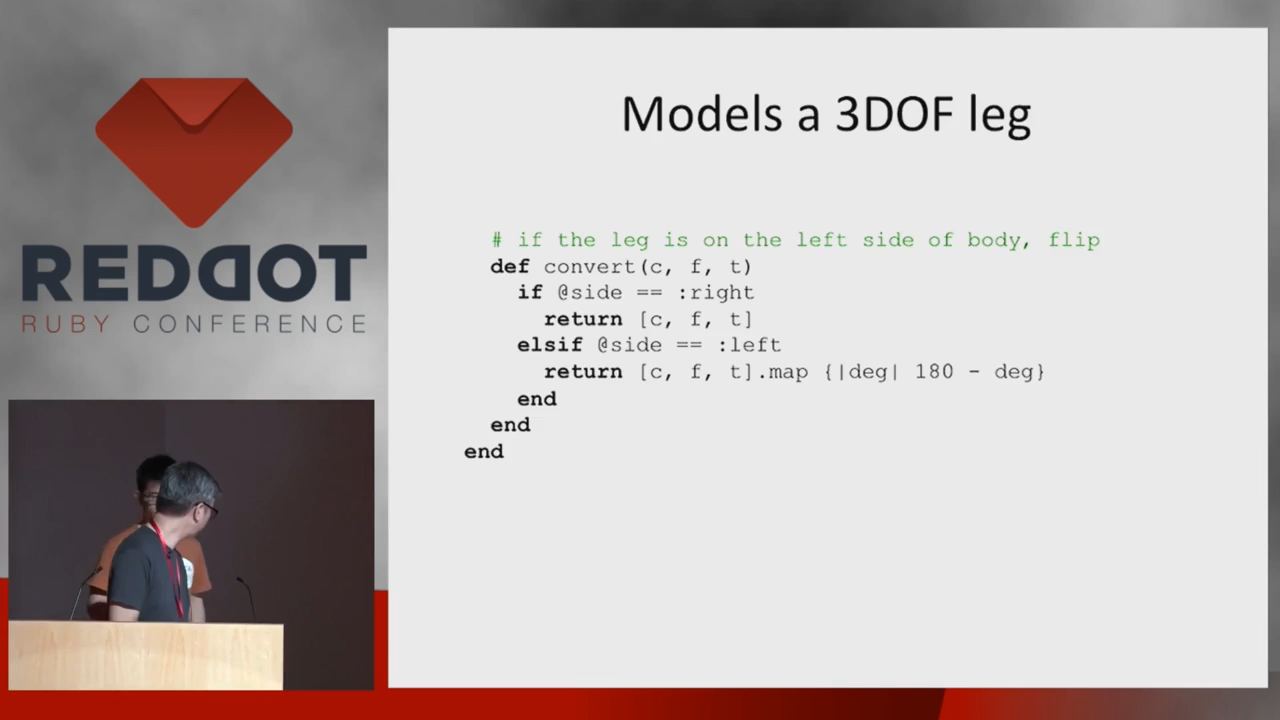 REDDOT
RUBY CONFERENCE
Models a 3DOF leg
# if the leg is on the left side of body, flip
def convert(c, f, t)
if @side == :right
return [c, f, t]
elsif @side == :left
return [c, f, t].map {|deg| 180 - deg}
end
end
end